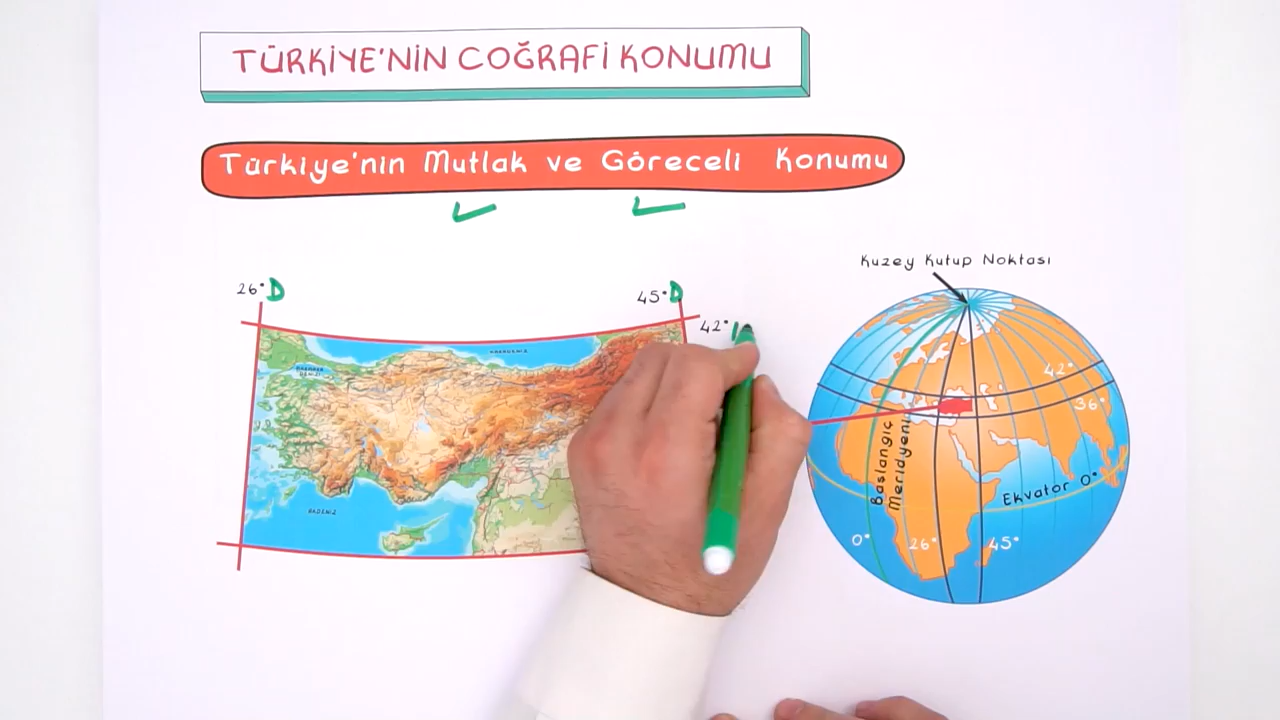 TÜRKİYE'NİN COĞRAFİ KONUMU
Türkiye'nin Mutlak ve Göreceli Konumu
Kuzey Kutup Noktası
26° D
45° D
42°
KARADENİZ
42°
36°
Başlangıç
Meridyeni
Ekvator 0°
0°
26°
45°